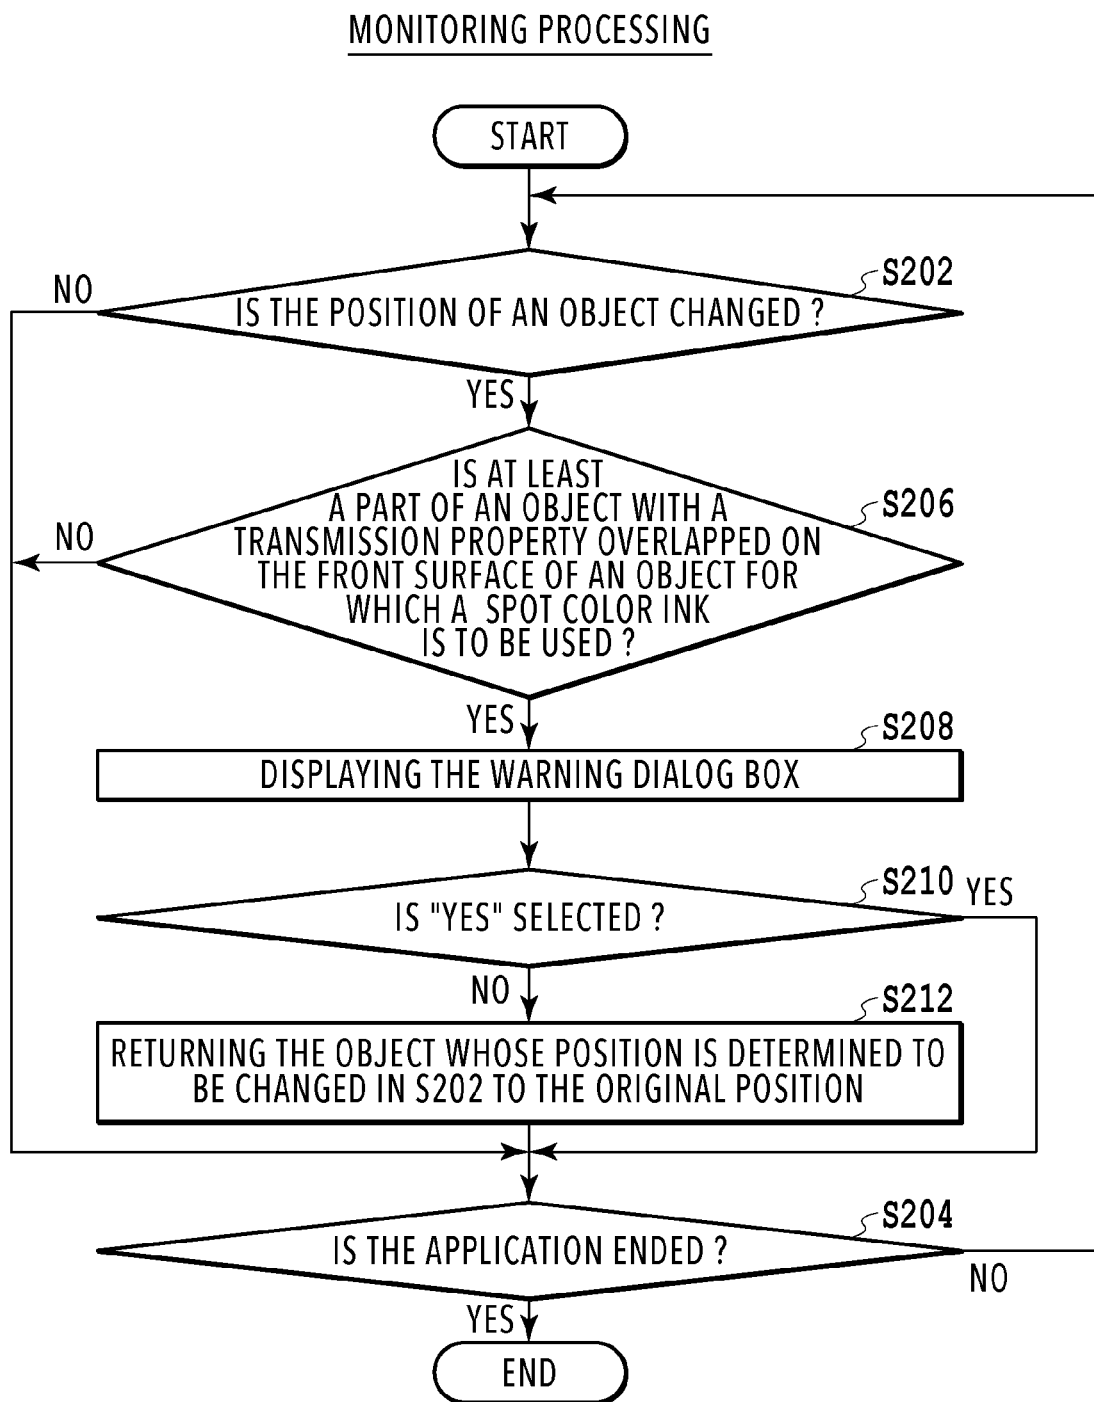 MONITORING PROCESSING
START
S202
NO
IS THE POSITION OF AN OBJECT CHANGED ?
YES
IS AT LEAST
A PART OF AN OBJECT WITH A
TRANSMISSION PROPERTY OVERLAPPED ON
THE FRONT SURFACE OF AN OBJECT FOR
WHICH A SPOT COLOR INK
IS TO BE USED ?
S206
NO
YES
S208
DISPLAYING THE WARNING DIALOG BOX
S210
YES
IS "YES" SELECTED ?
NO
S212
RETURNING THE OBJECT WHOSE POSITION IS DETERMINED TO
BE CHANGED IN S202 TO THE ORIGINAL POSITION
S204
IS THE APPLICATION ENDED ?
NO
YES
END